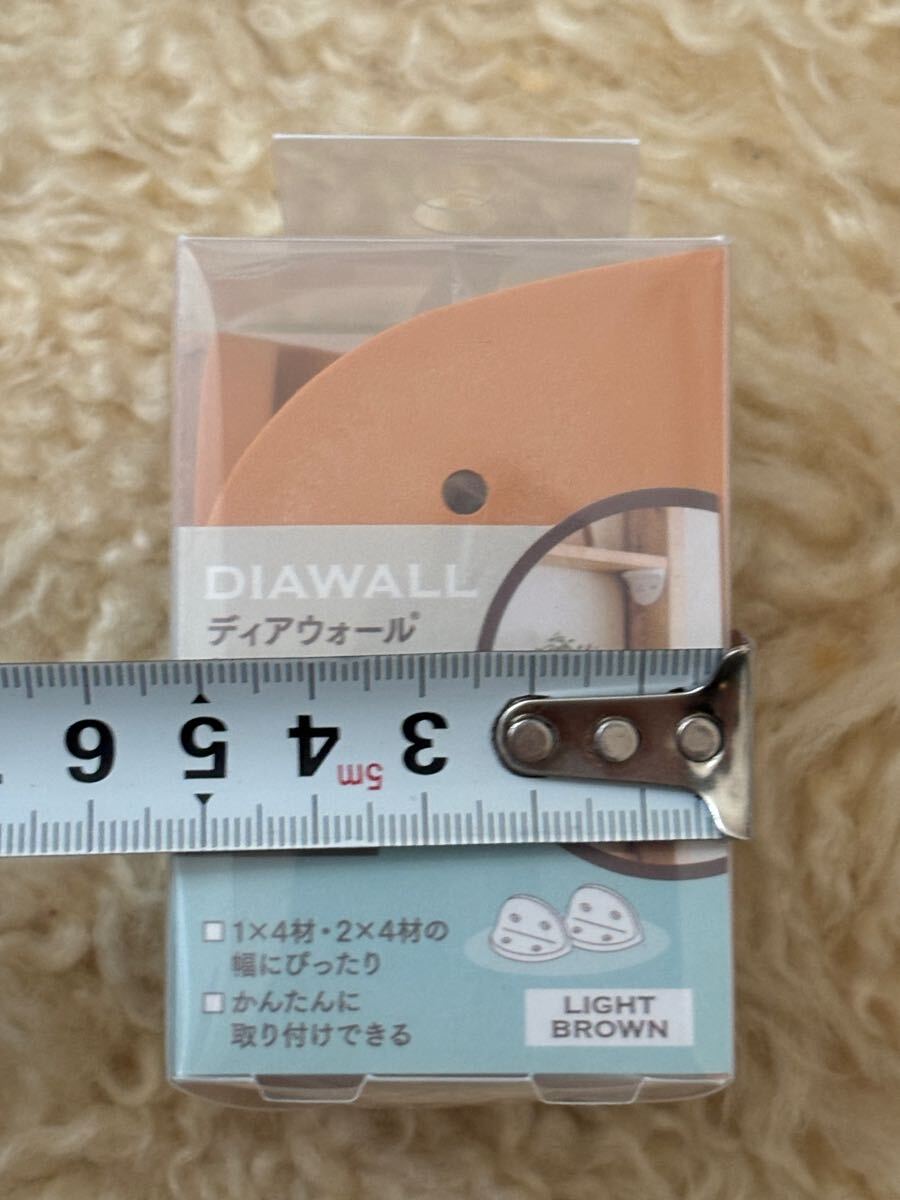 DIAWALL
ディアウォール®
6 5 4 3
5m
□ 1×4材・2×4材の
幅にぴったり
□ かんたんに
取り付けできる
LIGHT
BROWN